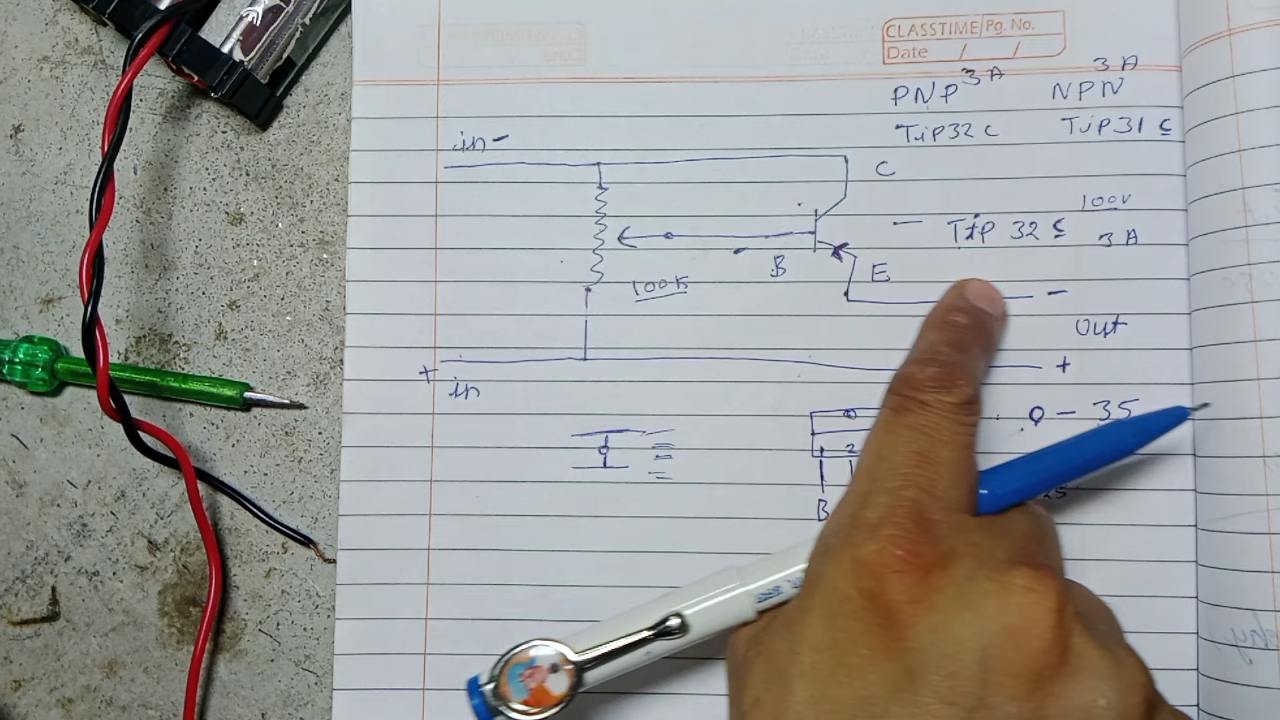 CLASSTIME Pg. No.
Date / /
3A 3A
PNP NPN
TIP32C TIP31C
in -
C
100V
TIP 32C 3A
B
E
100K
-
Out
+ +
in
0 - 35
2
B